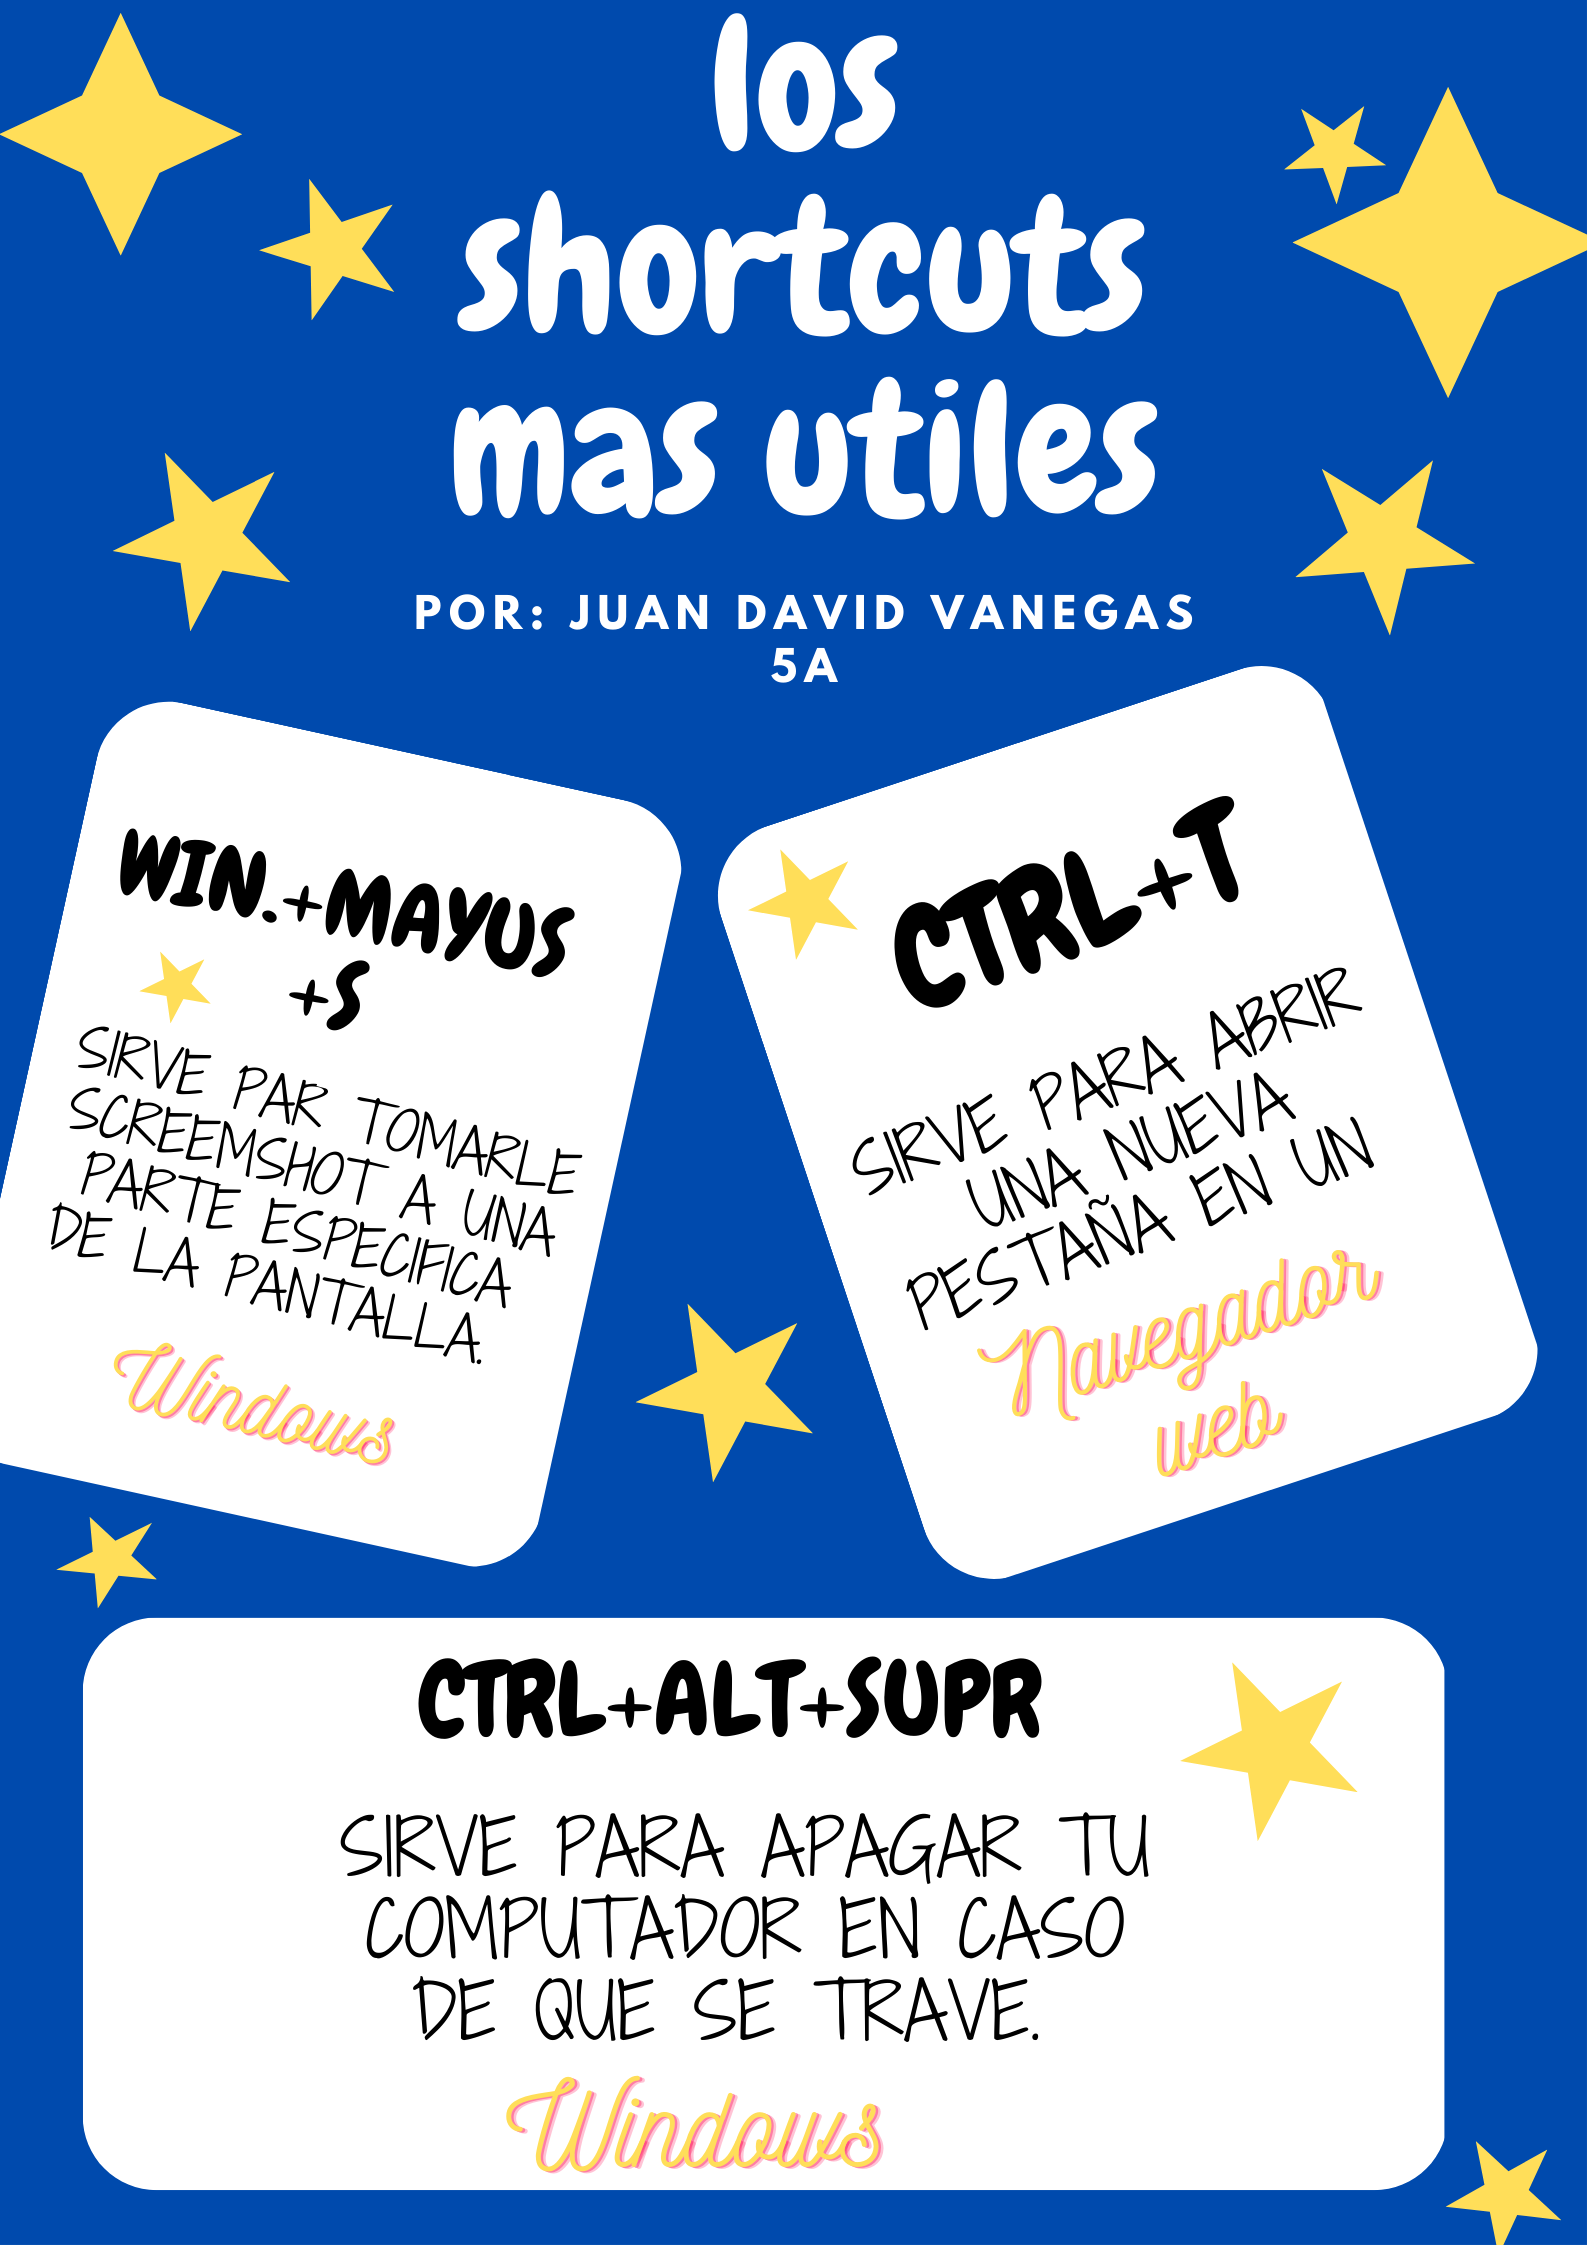 los
shortcuts
mas utiles
POR: JUAN DAVID VANEGAS
5A
WIN.+MAYUS
+S
SIRVE PAR TOMARLE
SCREEMSHOT A UNA
PARTE ESPECIFICA
DE LA PANTALLA.
Windows
CTRL+T
SIRVE PARA ABRIR
UNA NUEVA
PESTAÑA EN UN
Navegador
web
CTRL+ALT+SUPR
SIRVE PARA APAGAR TU
COMPUTADOR EN CASO
DE QUE SE TRAVE.
Windows